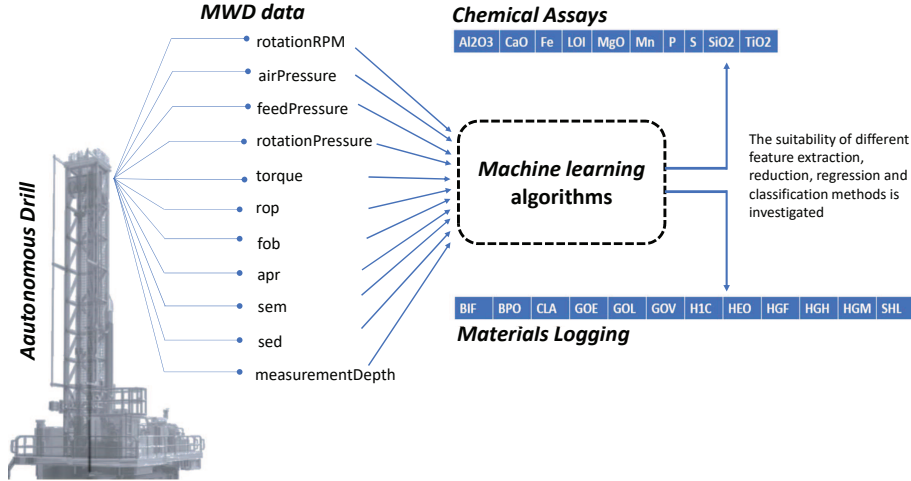 MWD data
rotationRPM
airPressure
feedPressure
rotationPressure
torque
rop
fob
apr
sem
sed
measurementDepth
Aautonomous Drill
Chemical Assays
Al2O3 CaO Fe LOI MgO Mn P S SiO2 TiO2
Machine learning
algorithms
The suitability of different
feature extraction,
reduction, regression and
classification methods is
investigated
BIF BPO CLA GOE GOL GOV H1C HEO HGF HGH HGM SHL
Materials Logging